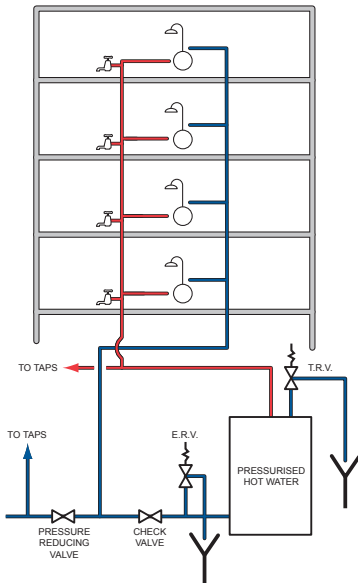 TO TAPS
T.R.V.
TO TAPS
E.R.V.
PRESSURISED
HOT WATER
PRESSURE
REDUCING
VALVE
CHECK
VALVE